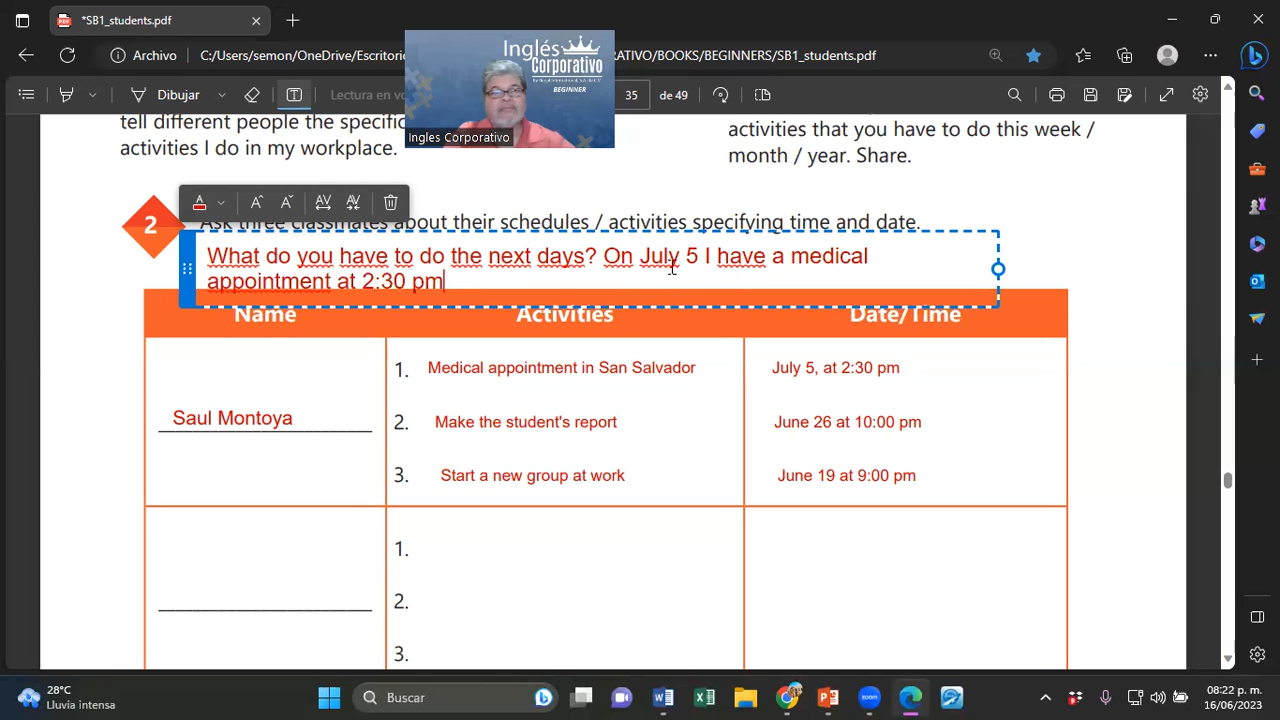 *SB1_students.pdf
Archivo
C:/Users/semon/OneDrive/Escritorio
ORATIVO/BOOKS/BEGINNERS/SB1_students.pdf
Dibujar
Lectura en vo
35
de 49
Inglés
Corporativo
BEGINNER
Ingles Corporativo
tell different people the specific
activities I do in my workplace.
activities that you have to do this week /
month / year. Share.
2
Ask three classmates about their schedules / activities specifying time and date.
What do you have to do the next days? On July 5 I have a medical
appointment at 2:30 pm
Name
Activities
Date/Time
Saul Montoya
1.
Medical appointment in San Salvador
July 5, at 2:30 pm
2.
Make the student's report
June 26 at 10:00 pm
3.
Start a new group at work
June 19 at 9:00 pm
1.
2.
3.
28°C
Lluvia intensa
Buscar
08:22 p. m.
16/06/2023